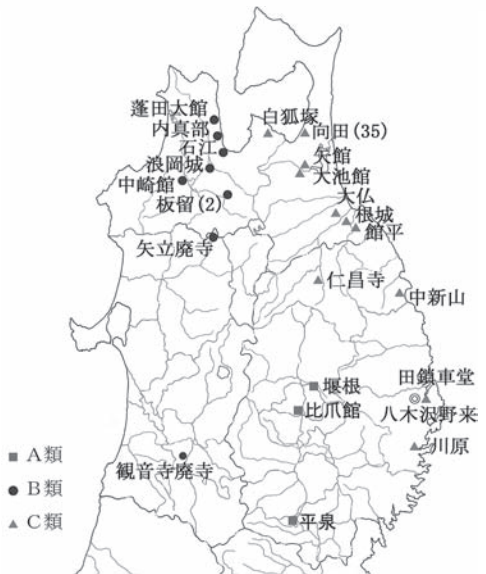 蓬田大館
内真部
石江
浪岡城
中崎館
板留(2)
矢立廃寺
白狐塚
向田(35)
矢館
大池館
大仏
根城
館平
仁昌寺
中新山
堰根
比爪館
田鎖車堂
八木沢野来
川原
観音寺廃寺
平泉
A類
B類
C類